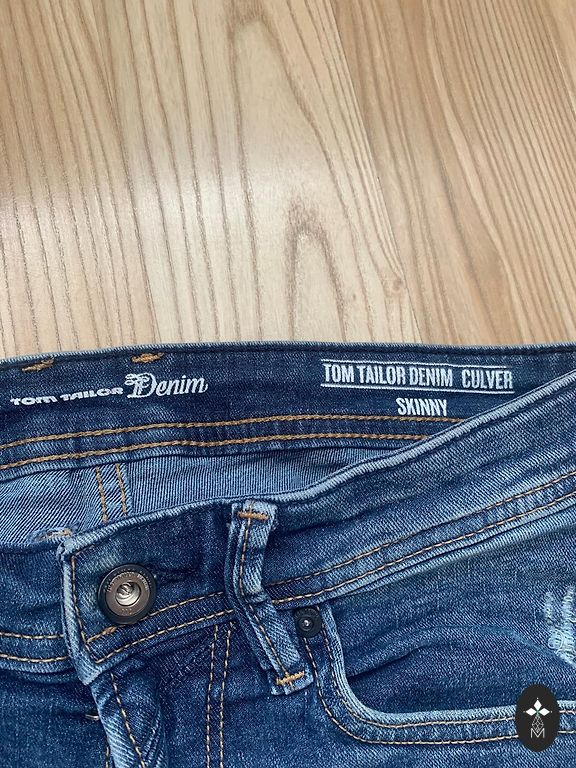 TOM TAILOR Denim
TOM TAILOR DENIM CULVER
SKINNY
M